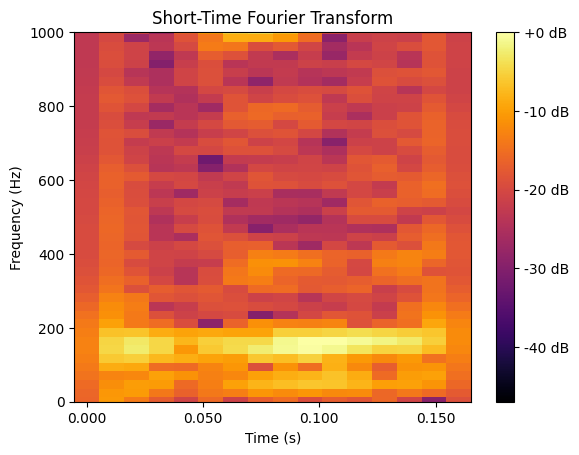 Short-Time Fourier Transform
1000
800
600
400
200
0
Frequency (Hz)
0.000
0.050
0.100
0.150
Time (s)
+0 dB
-10 dB
-20 dB
-30 dB
-40 dB